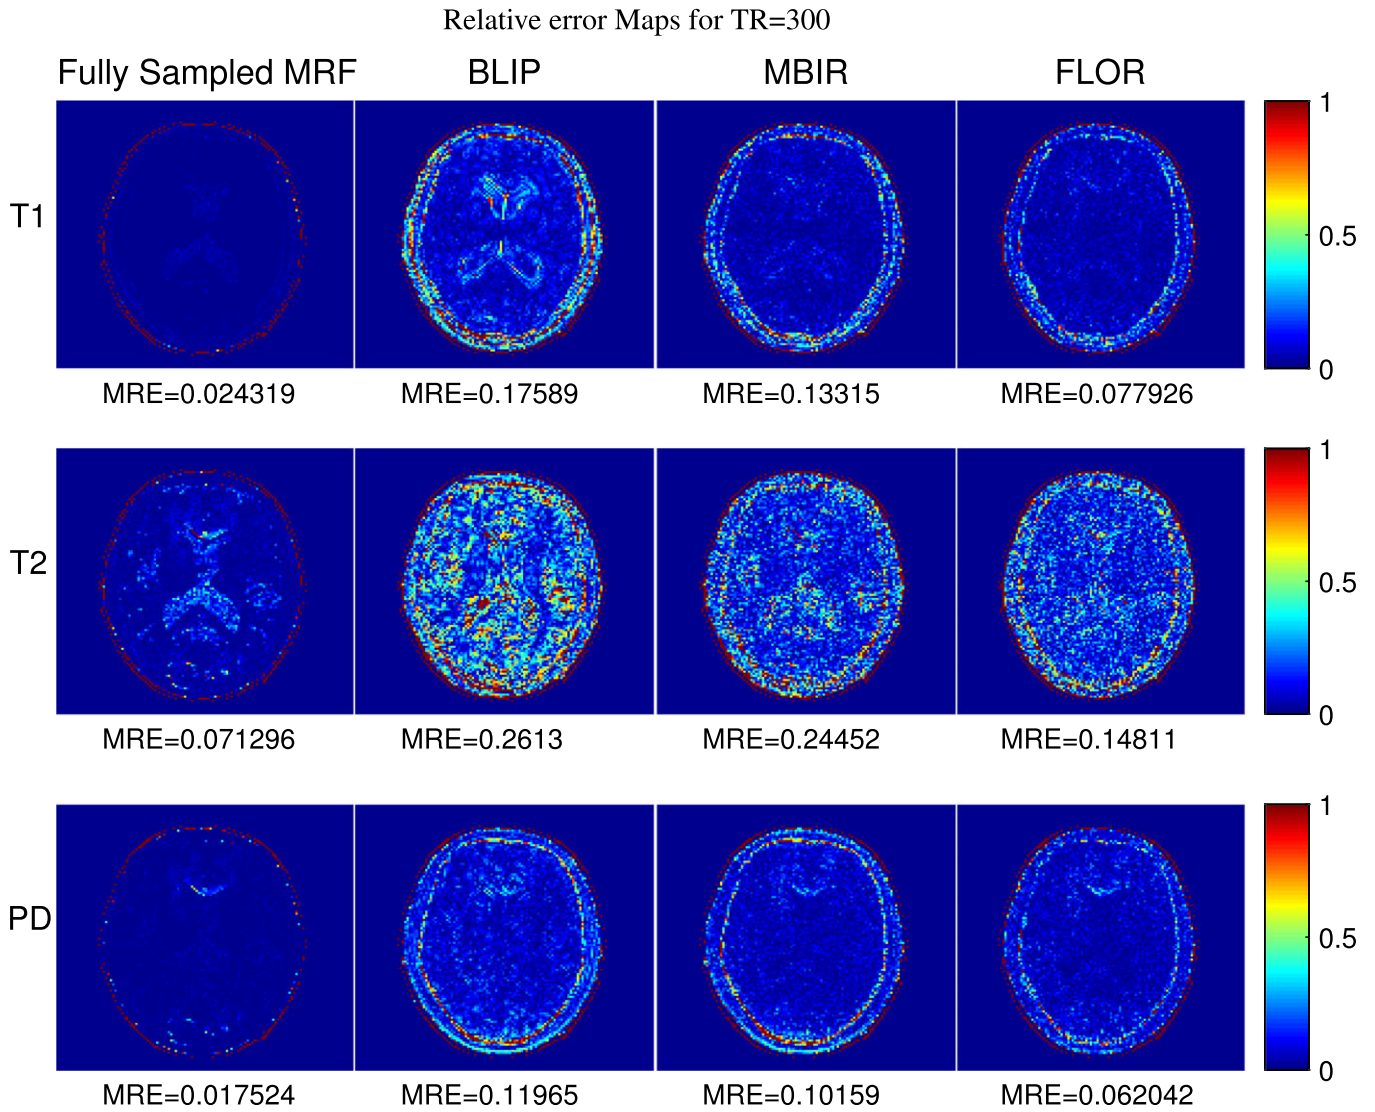 Relative error Maps for TR=300
Fully Sampled MRF BLIP MBIR FLOR
T1
1
0.5
0
MRE=0.024319 MRE=0.17589 MRE=0.13315 MRE=0.077926
T2
1
0.5
0
MRE=0.071296 MRE=0.2613 MRE=0.24452 MRE=0.14811
PD
1
0.5
0
MRE=0.017524 MRE=0.11965 MRE=0.10159 MRE=0.062042